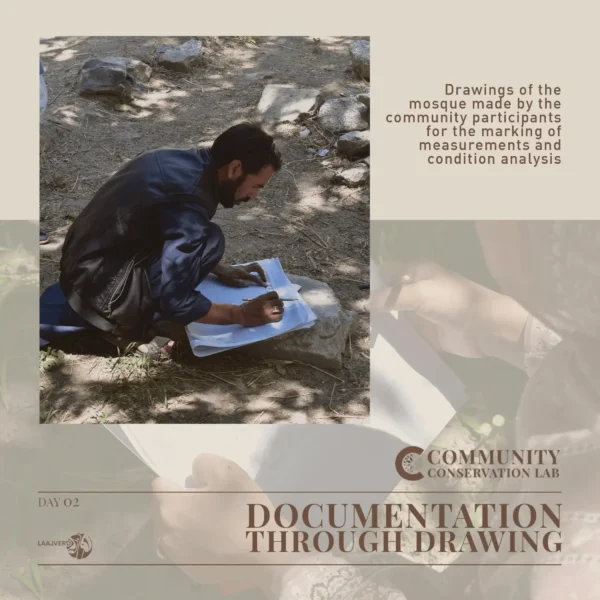 Drawings of the
mosque made by the
community participants
for the marking of
measurements and
condition analysis
COMMUNITY
CONSERVATION LAB
DAY 02
DOCUMENTATION
THROUGH DRAWING
LAAJVERD